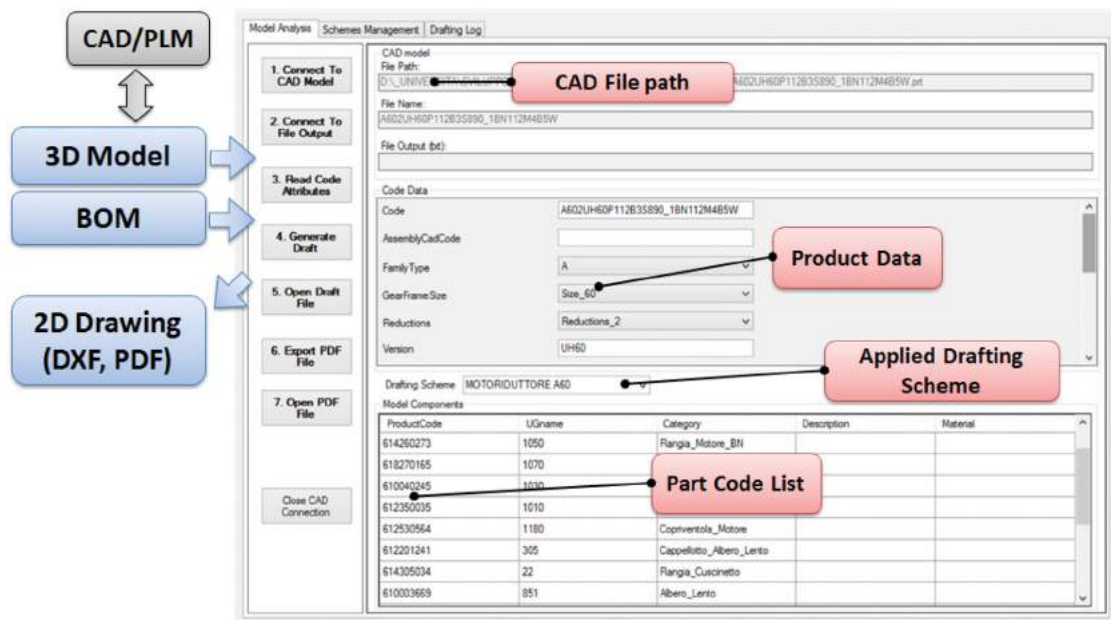 CAD/PLM
3D Model
BOM
2D Drawing
(DXF, PDF)
Model Analysis Schemes Management Drafting Log
1. Connect To
CAD Model
2. Connect To
File Output
3. Read Code
Attributes
4. Generate
Draft
5. Open Draft
File
6. Export PDF
File
7. Open PDF
File
Close CAD
Connection
CAD model
File Path:
CAD File path
A602UH60P112B3S890_1BN112M4B5W.prt
File Name:
A602UH60P112B3S890_1BN112M4B5W
File Output (txt):
Code Data
Code A602UH60P112B3S890_1BN112M4B5W
AssemblyCadCode
FamilyType A
GearFrameSize Size_60
Reductions Reductions_2
Version UH60
Product Data
Applied Drafting
Scheme
Drafting Scheme MOTORIDUTTORE A60
Model Components
ProductCode UGname Category Description Material
614260273 1050 Flangia_Motore_BN
618270165 1070
610040245 1030
612350035 1010
Part Code List
612530564 1180 Copriventola_Motore
612201241 305 Cappellotto_Albero_Lento
614305034 22 Flangia_Cuscinetto
610003669 851 Albero_Lento